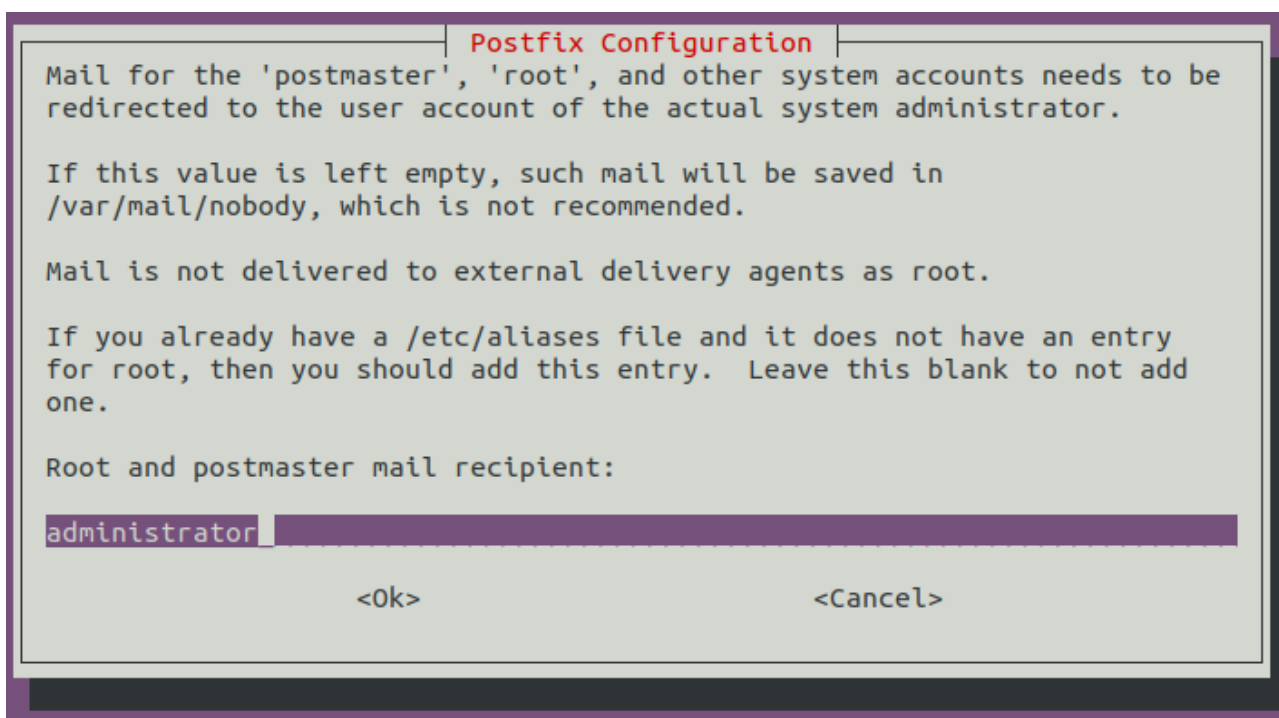 Postfix Configuration
Mail for the 'postmaster', 'root', and other system accounts needs to be
redirected to the user account of the actual system administrator.
If this value is left empty, such mail will be saved in
/var/mail/nobody, which is not recommended.
Mail is not delivered to external delivery agents as root.
If you already have a /etc/aliases file and it does not have an entry
for root, then you should add this entry.  Leave this blank to not add
one.
Root and postmaster mail recipient:
administrator_
<Ok> <Cancel>